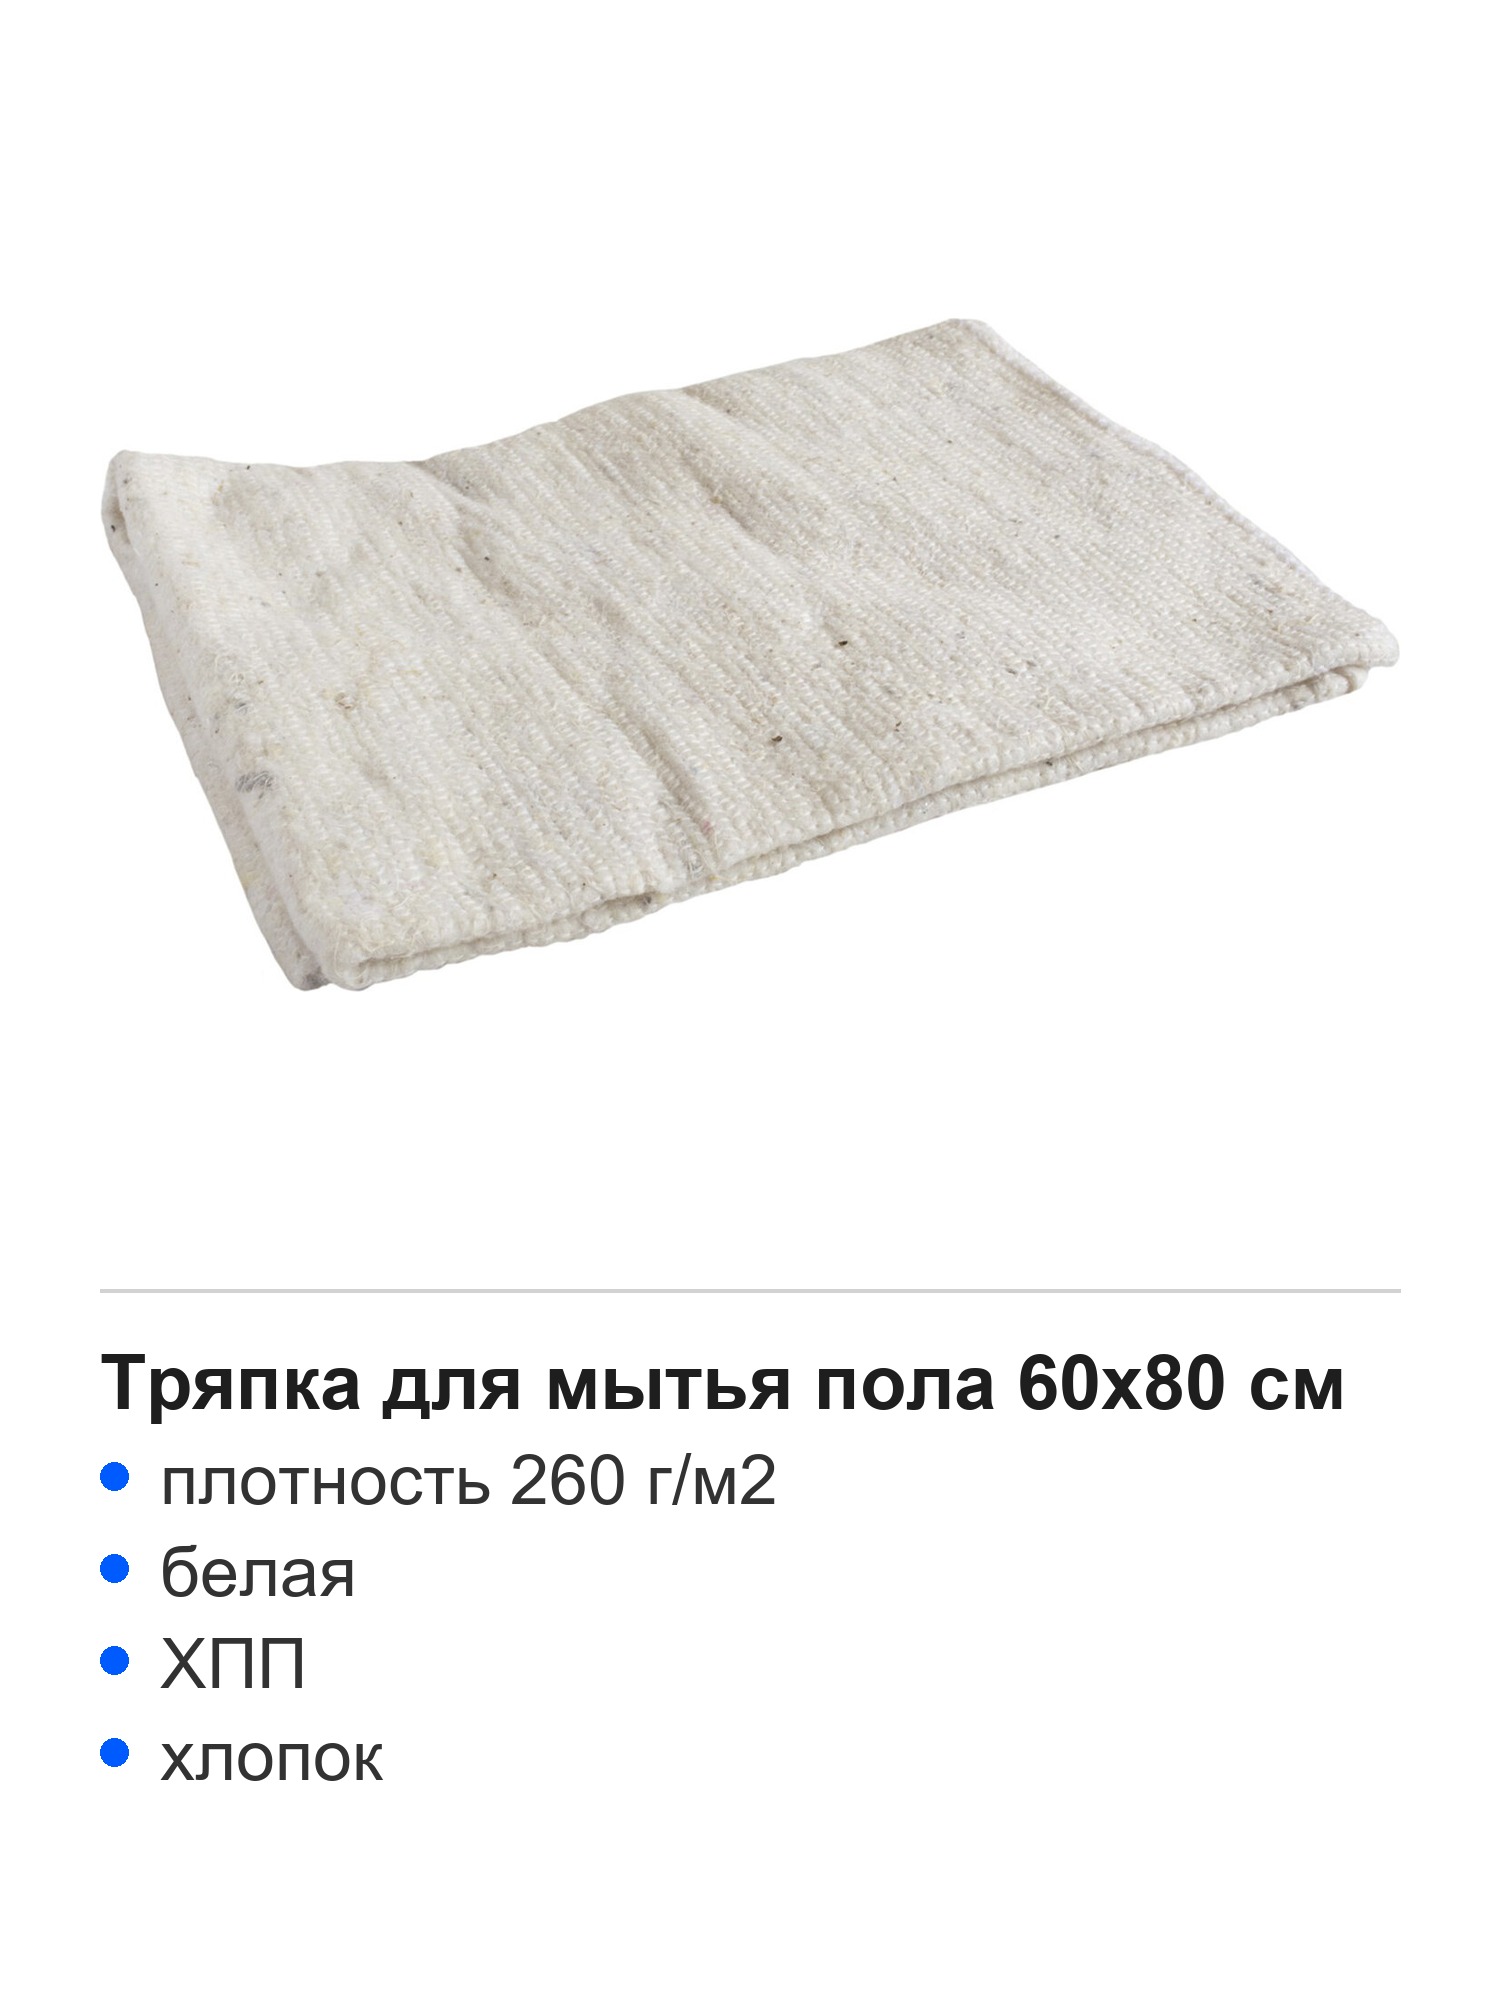 Тряпка для мытья пола 60х80 см
плотность 260 г/м2
белая
ХПП
хлопок